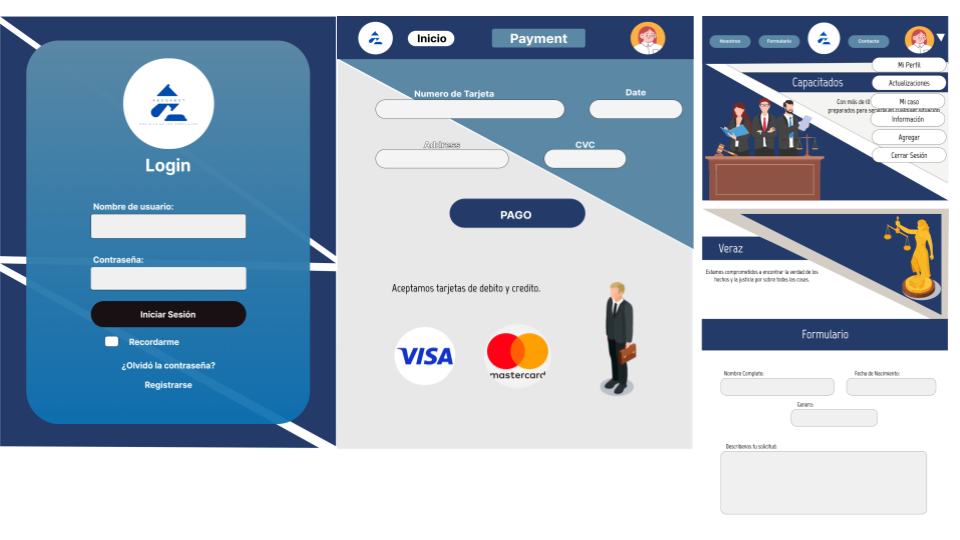 Login
Nombre de usuario:
Contraseña:
Iniciar Sesión
Recordarme
¿Olvidó la contraseña?
Registrarse
Inicio
Payment
Numero de Tarjeta
Date
Address
CVC
PAGO
Aceptamos tarjetas de debito y credito.
VISA
mastercard
Nosotros
Formulario
Contacto
Mi Perfil
Actualizaciones
Mi caso
Información
Agregar
Cerrar Sesión
Capacitados
Con más de
preparados para
en cualquier situación
Veraz
Estamos comprometidos a encontrar la verdad de los
hechos y la justicia por sobre todas las cosas.
Formulario
Nombre Completo:
Fecha de Nacimiento:
Genero:
Describenos tu solicitud: